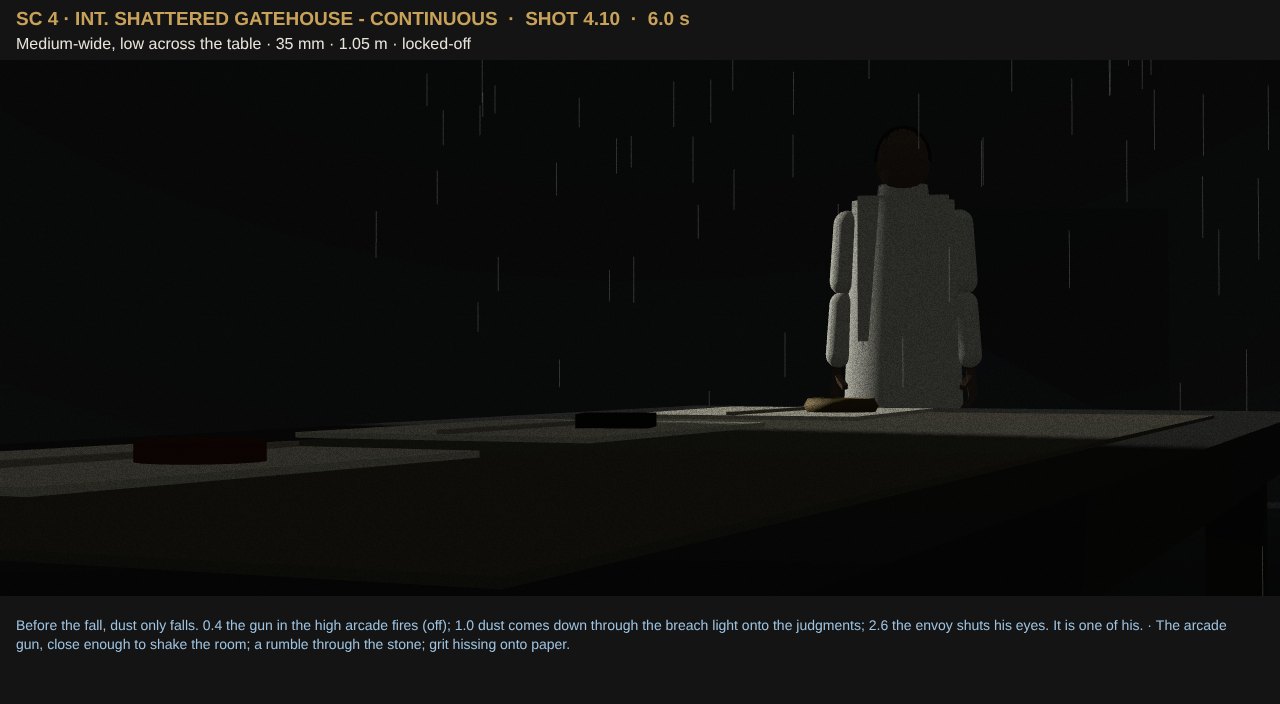 SC 4 · INT. SHATTERED GATEHOUSE - CONTINUOUS · SHOT 4.10 · 6.0 s
Medium-wide, low across the table · 35 mm · 1.05 m · locked-off
Before the fall, dust only falls. 0.4 the gun in the high arcade fires (off); 1.0 dust comes down through the breach light onto the judgments; 2.6 the envoy shuts his eyes. It is one of his. · The arcade
gun, close enough to shake the room; a rumble through the stone; grit hissing onto paper.